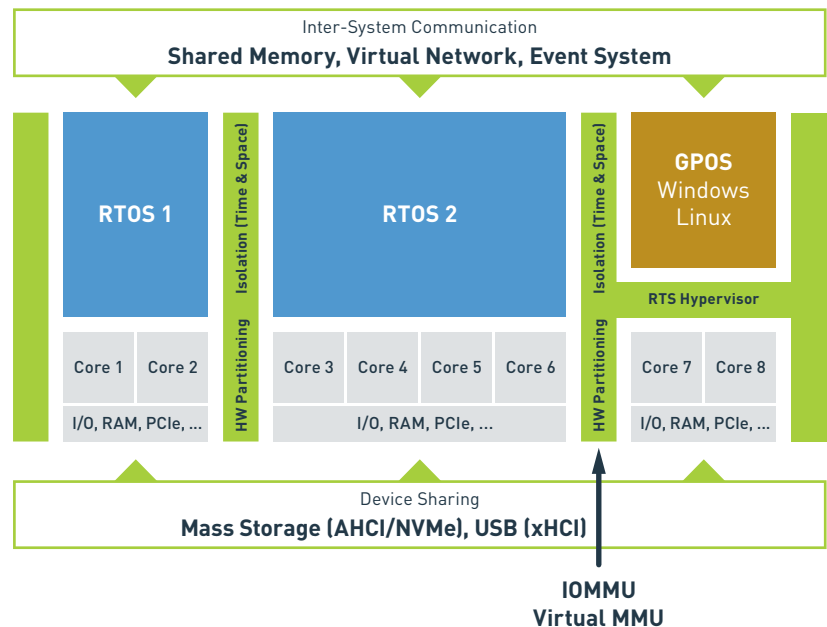 Inter-System Communication
Shared Memory, Virtual Network, Event System
RTOS 1
HW Partitioning Isolation (Time & Space)
RTOS 2
HW Partitioning Isolation (Time & Space)
GPOS
Windows
Linux
RTS Hypervisor
Core 1
Core 2
Core 3
Core 4
Core 5
Core 6
Core 7
Core 8
I/O, RAM, PCIe, ...
I/O, RAM, PCIe, ...
I/O, RAM, PCIe, ...
Device Sharing
Mass Storage (AHCI/NVMe), USB (xHCI)
IOMMU
Virtual MMU